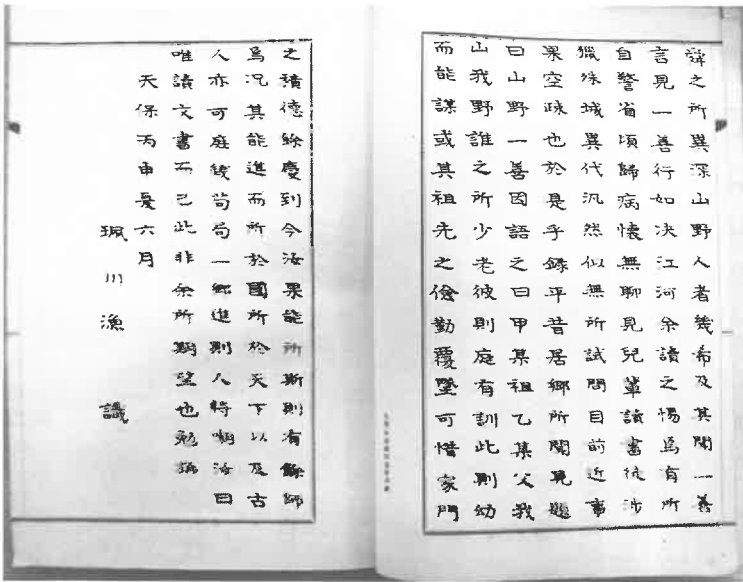 舜之所異深山野人者幾希及其聞一善
言見一善行如決江河余讀之惕焉有所
自警省頃歸病懷無聊見兒輩讀書徒涉
獵殊域異代汎然似無所試問目前近事
果空疎也於是乎錄平昔居鄉所聞見題
曰山野一善因語之曰甲某祖乙某父我
山我野誰之所少老彼則庭有訓此則幼
而能謀或其祖先之儉勤覆墜可惜家門
之積德餘慶到今汝果能所斯則有餘師
焉況其能進而所於國所於天下以及古
人亦可庭綾苟局一鄉進則人將嘲汝曰
唯讀文書而已此非余所期望也勉旃
天保丙申夏六月
珮川漁 識